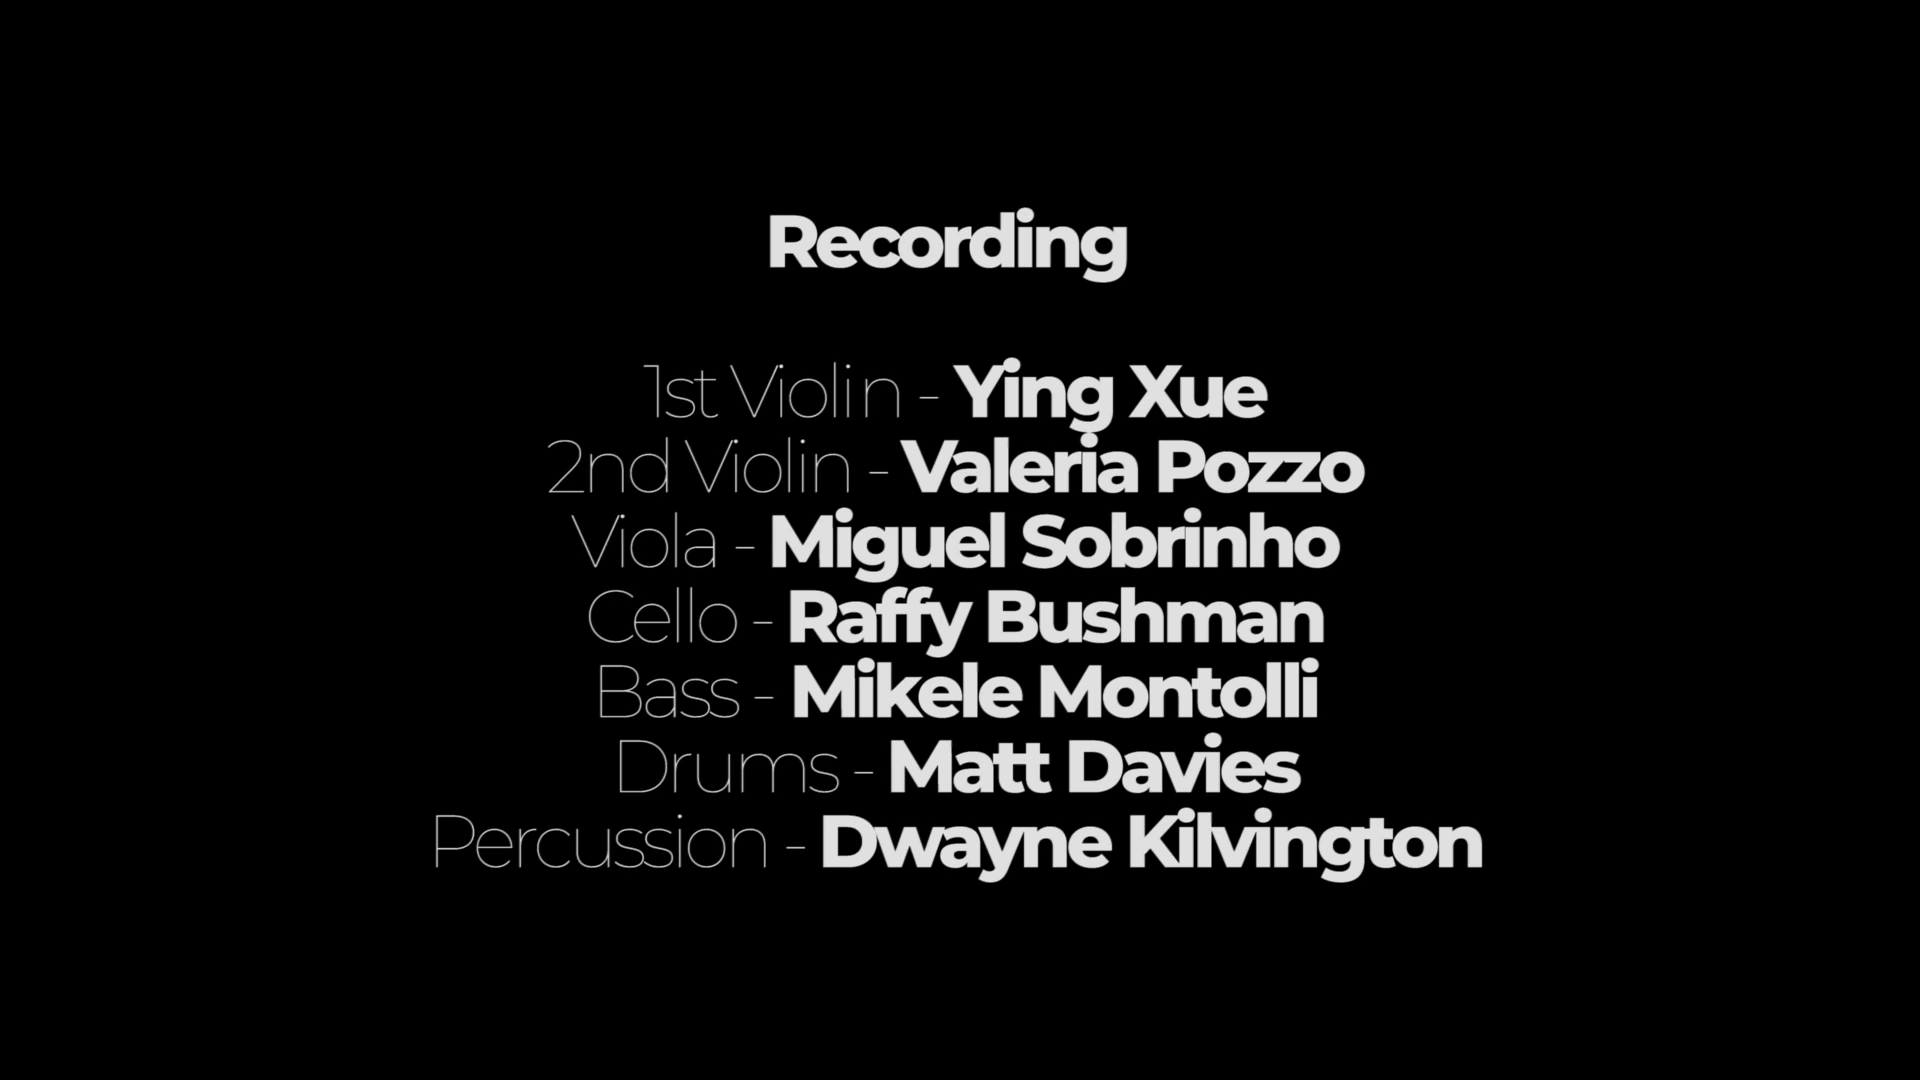 Recording
1st Violin - Ying Xue
2nd Violin - Valeria Pozzo
Viola - Miguel Sobrinho
Cello - Raffy Bushman
Bass - Mikele Montolli
Drums - Matt Davies
Percussion - Dwayne Kilvington